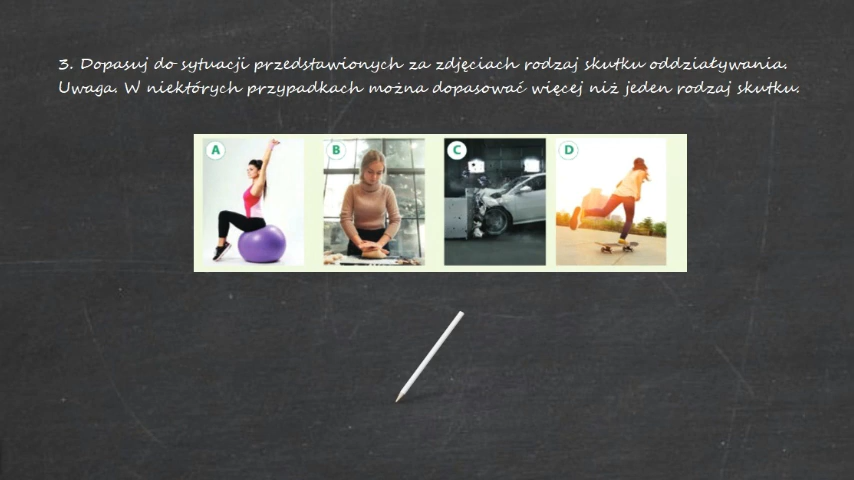 3. Dopasuj do sytuacji przedstawionych za zdjęciach rodzaj skutku oddziaływania.
Uwaga. W niektórych przypadkach można dopasować więcej niż jeden rodzaj skutku.
A B C D